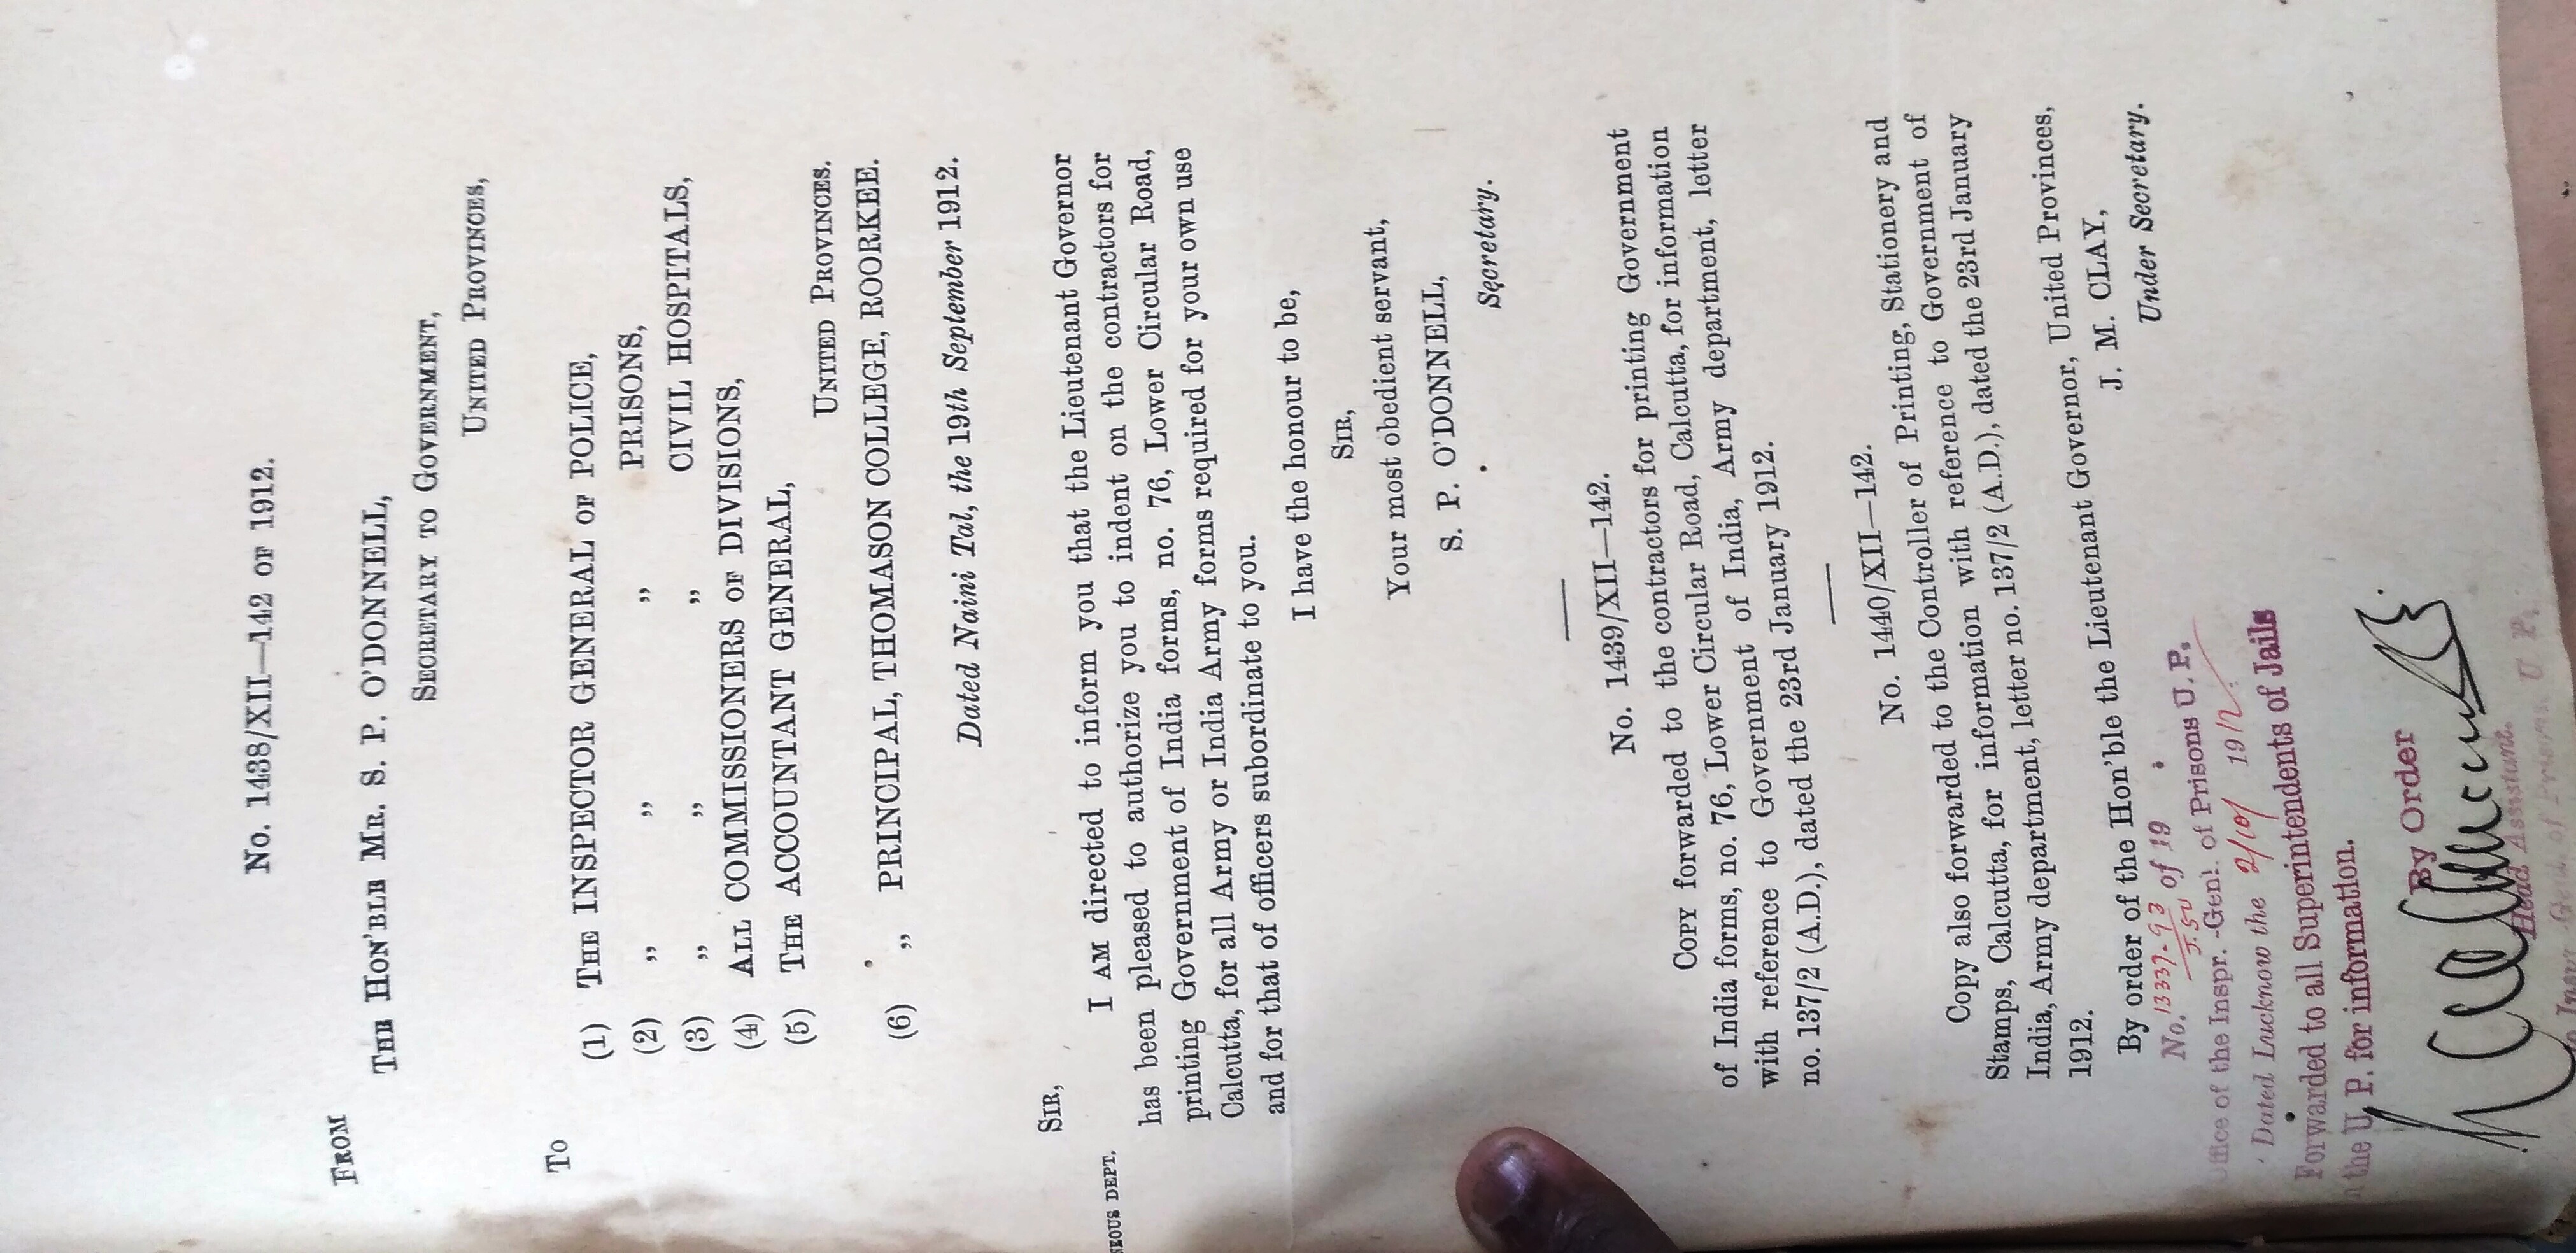 No. 1438/XII—142 OF 1912.
FROM
THE HON'BLE MR. S. P. O'DONNELL,
SECRETARY TO GOVERNMENT,
UNITED PROVINCES,
To
(1) THE INSPECTOR GENERAL OF POLICE,
(2) „ „ „ PRISONS,
(3) „ „ „ CIVIL HOSPITALS,
(4) ALL COMMISSIONERS OF DIVISIONS,
(5) THE ACCOUNTANT GENERAL,
UNITED PROVINCES.
(6) „ PRINCIPAL, THOMASON COLLEGE, ROORKEE.
Dated Naini Tal, the 19th September 1912.
SIR,
NEOUS DEPT.
I AM directed to inform you that the Lieutenant Governor
has been pleased to authorize you to indent on the contractors for
printing Government of India forms, no. 76, Lower Circular Road,
Calcutta, for all Army or India Army forms required for your own use
and for that of officers subordinate to you.
I have the honour to be,
SIR,
Your most obedient servant,
S. P. O'DONNELL,
Secretary.
No. 1439/XII—142.
COPY forwarded to the contractors for printing Government
of India forms, no. 76, Lower Circular Road, Calcutta, for information
with reference to Government of India, Army department, letter
no. 137/2 (A.D.), dated the 23rd January 1912.
No. 1440/XII—142.
Copy also forwarded to the Controller of Printing, Stationery and
Stamps, Calcutta, for information with reference to Government of
India, Army department, letter no. 137/2 (A.D.), dated the 23rd January
1912.
By order of the Hon'ble the Lieutenant Governor, United Provinces,
J. M. CLAY,
Under Secretary.
No. 13337-93 of 19
Office of the Inspr.-Genl. of Prisons U. P.
Dated Lucknow the 2/10/ 1912.
Forwarded to all Superintendents of Jails
the U. P. for information.
By Order
Head Assistant.
Genl. of Prisons, U P.